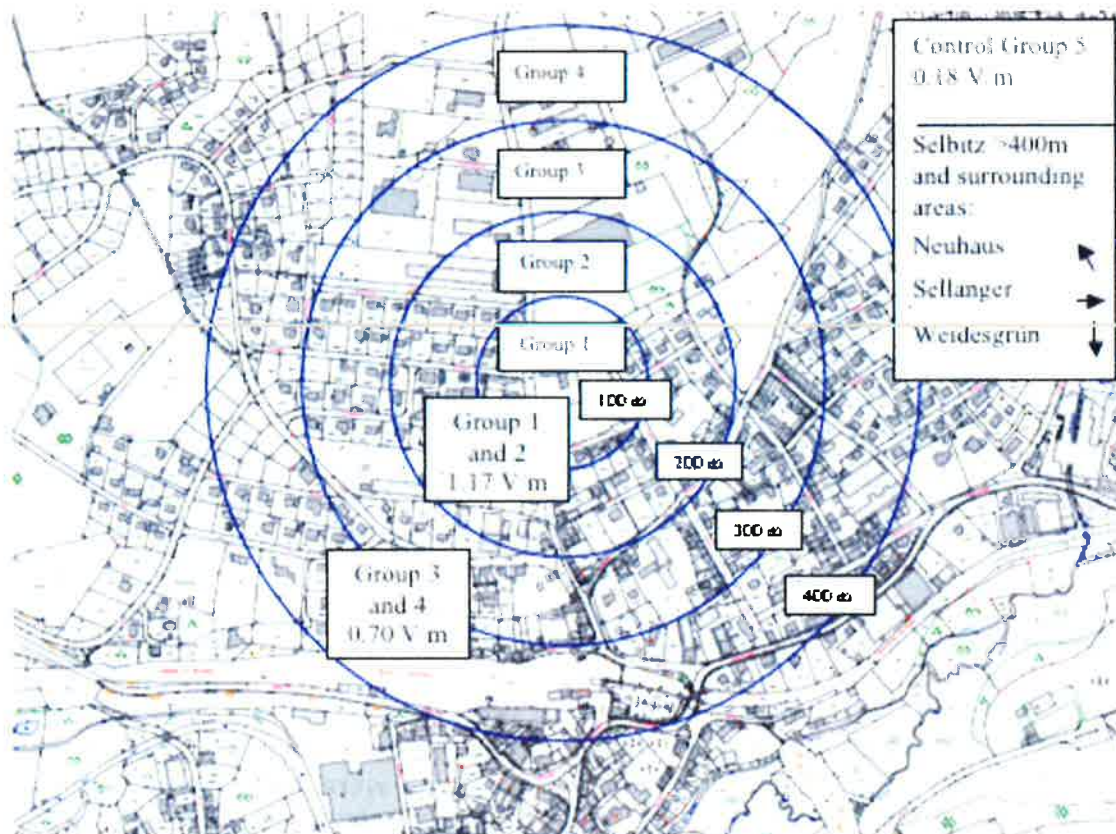 Group 4
Group 3
Group 2
Group 1
100 m
Group 1
and 2
1.17 V m
200 m
300 m
Group 3
and 4
0.70 V m
400 m
Control Group 5
0.18 V m
Selbitz >400m
and surrounding
areas:
Neuhaus
Sellanger
Weidesgrün